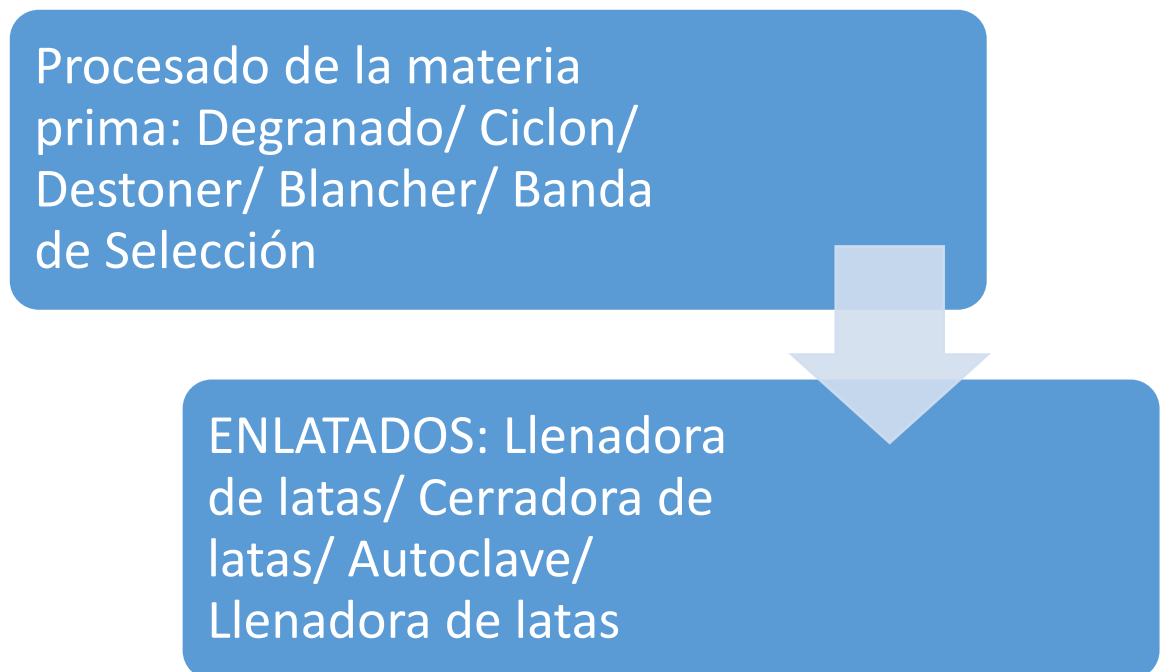 Procesado de la materia
prima: Degranado/ Ciclon/
Destoner/ Blancher/ Banda
de Selección
ENLATADOS: Llenadora
de latas/ Cerradora de
latas/ Autoclave/
Llenadora de latas